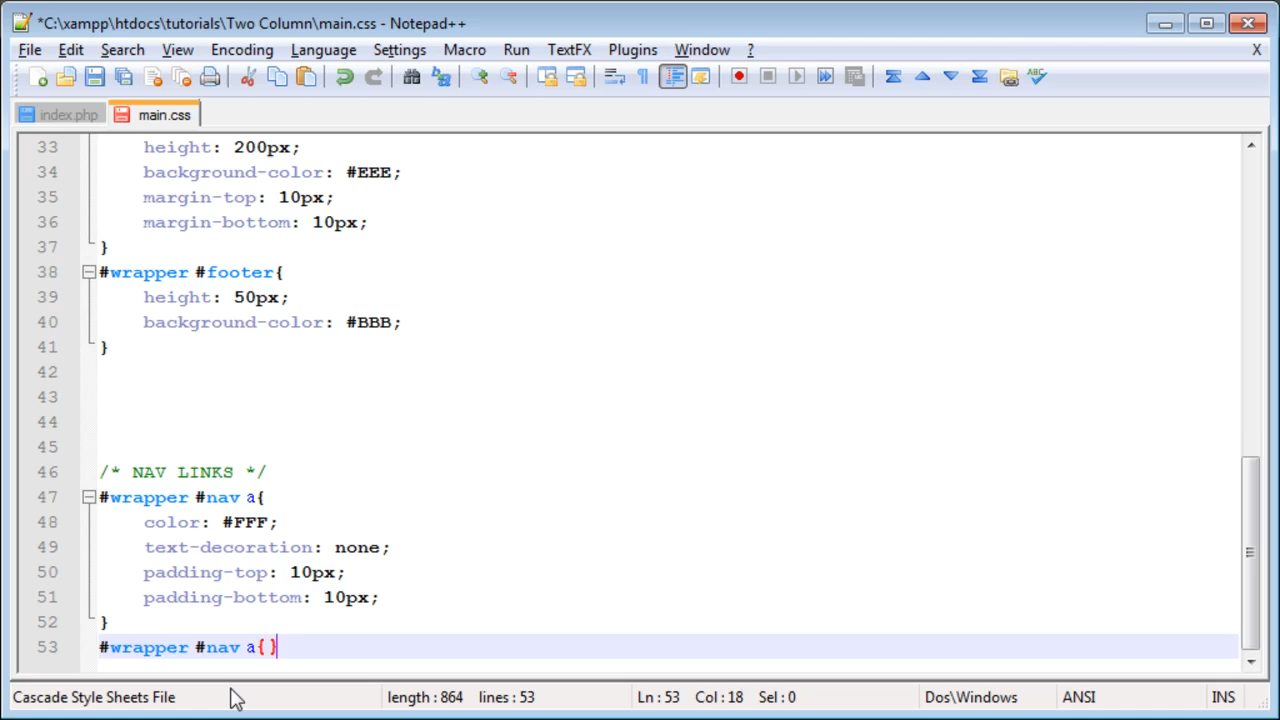 *C:\xampp\htdocs\tutorials\Two Column\main.css - Notepad++
File Edit Search View Encoding Language Settings Macro Run TextFX Plugins Window ? X
index.php main.css
33 height: 200px;
34 background-color: #EEE;
35 margin-top: 10px;
36 margin-bottom: 10px;
37 }
38 #wrapper #footer{
39 height: 50px;
40 background-color: #BBB;
41 }
42
43
44
45
46 /* NAV LINKS */
47 #wrapper #nav a{
48 color: #FFF;
49 text-decoration: none;
50 padding-top: 10px;
51 padding-bottom: 10px;
52 }
53 #wrapper #nav a{}
Cascade Style Sheets File length : 864 lines : 53 Ln : 53 Col : 18 Sel : 0 Dos\Windows ANSI INS